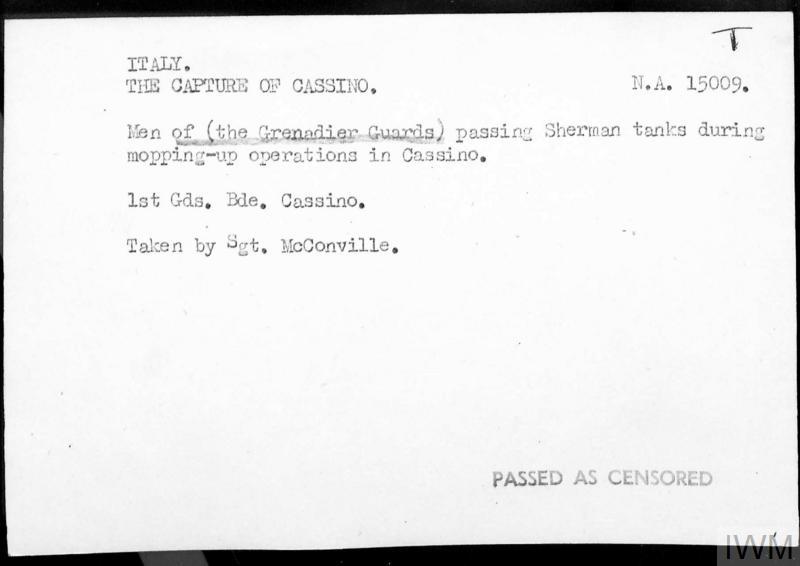 T
ITALY.
THE CAPTURE OF CASSINO. N.A. 15009.
Men of (the Grenadier Guards) passing Sherman tanks during
mopping-up operations in Cassino.
1st Gds. Bde. Cassino.
Taken by Sgt. McConville.
PASSED AS CENSORED
IWM